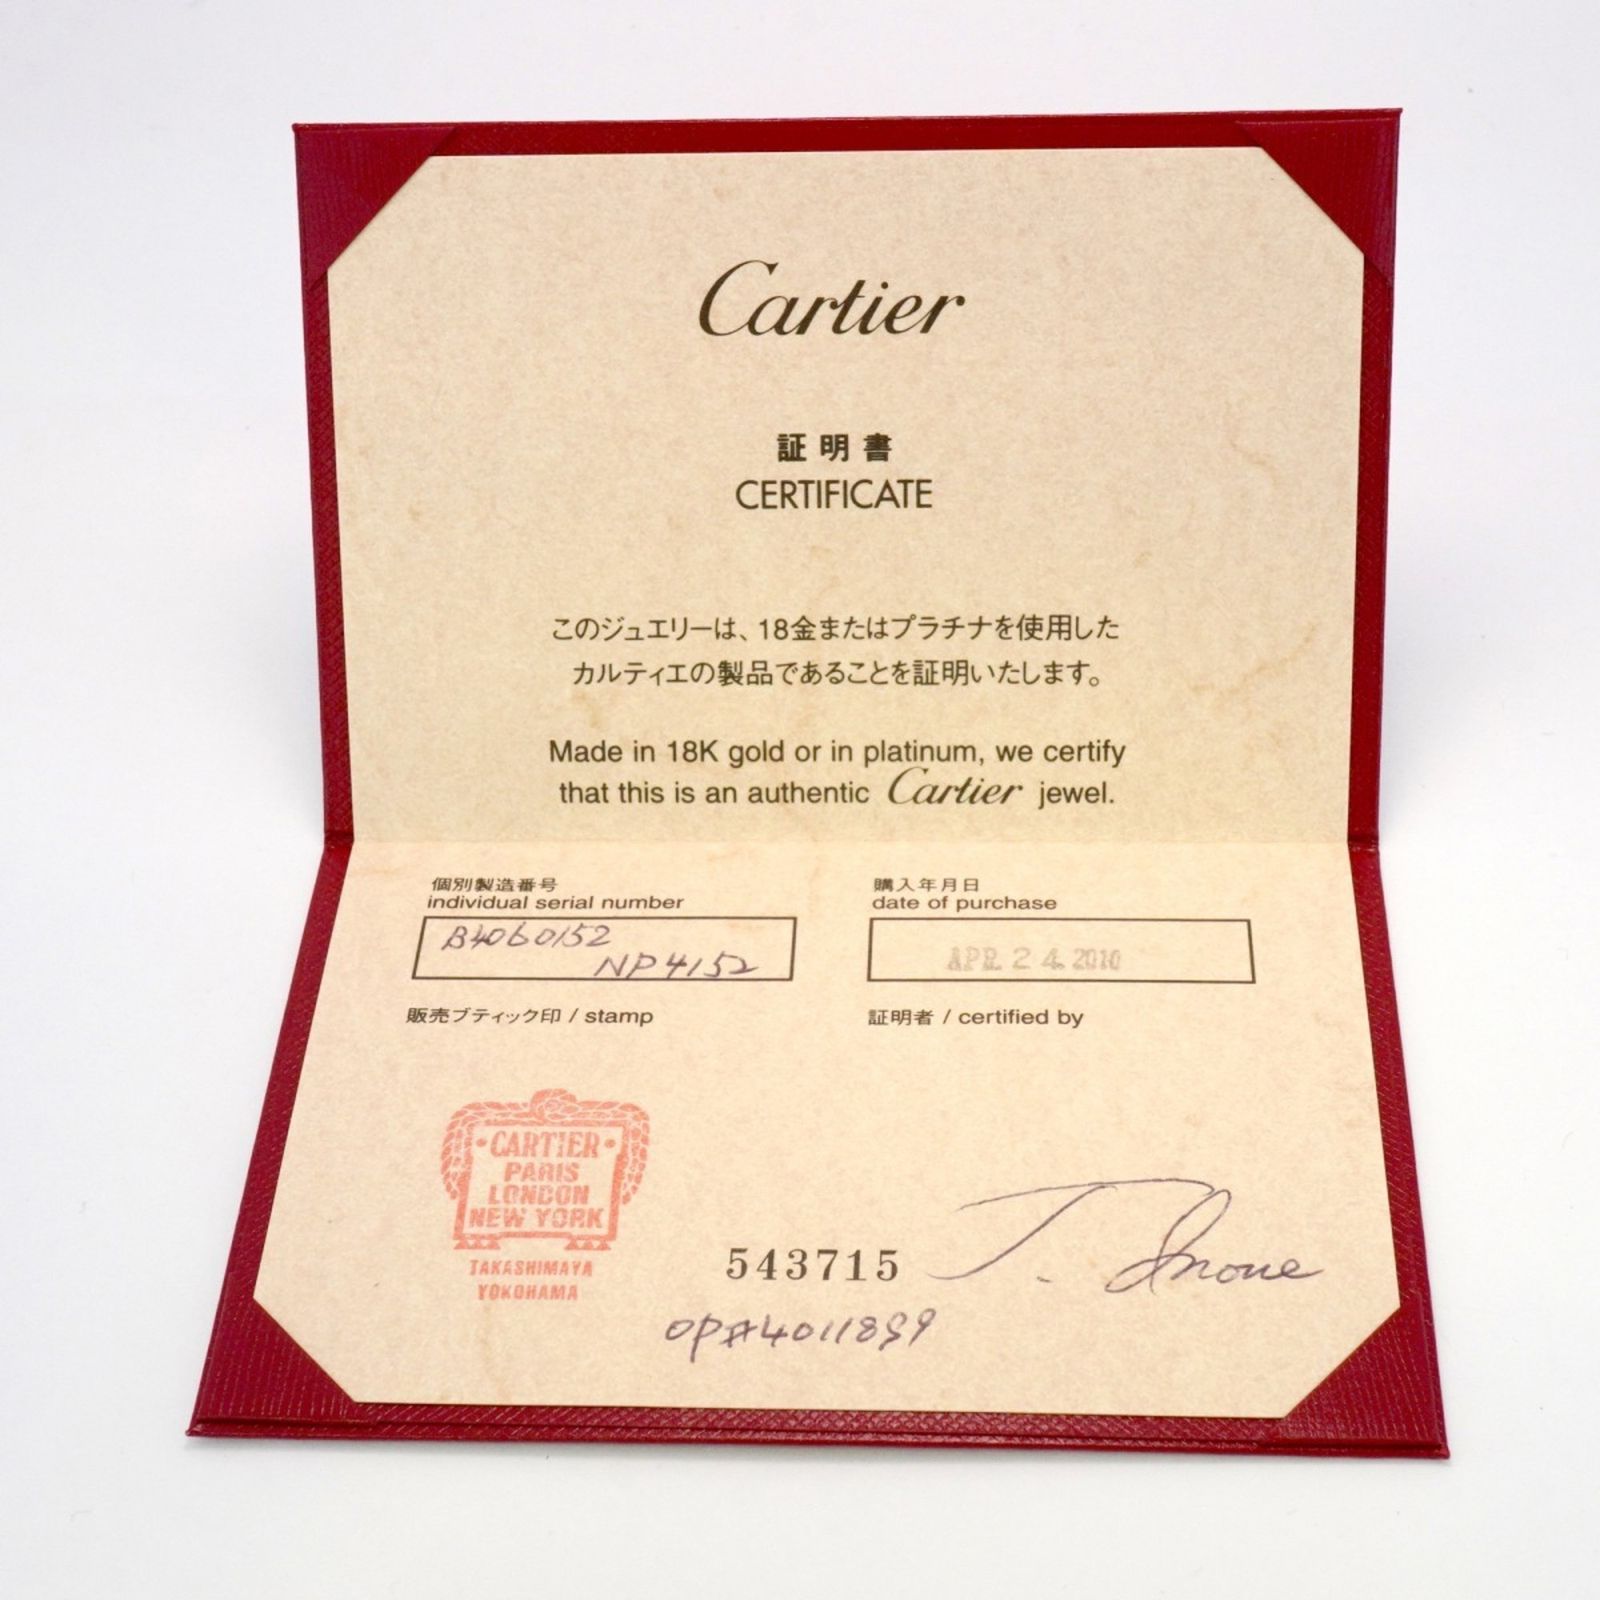 Cartier
証明書
CERTIFICATE
このジュエリーは、18金またはプラチナを使用した
カルティエの製品であることを証明いたします。
Made in 18K gold or in platinum, we certify
that this is an authentic Cartier jewel.
個別製造番号
individual serial number
B4060152
NP4152
購入年月日
date of purchase
APR. 24. 2010
販売ブティック印 / stamp
証明者 / certified by
CARTIER
PARIS
LONDON
NEW YORK
TAKASHIMAYA
YOKOHAMA
543715
T. Inoue
OP#4011899